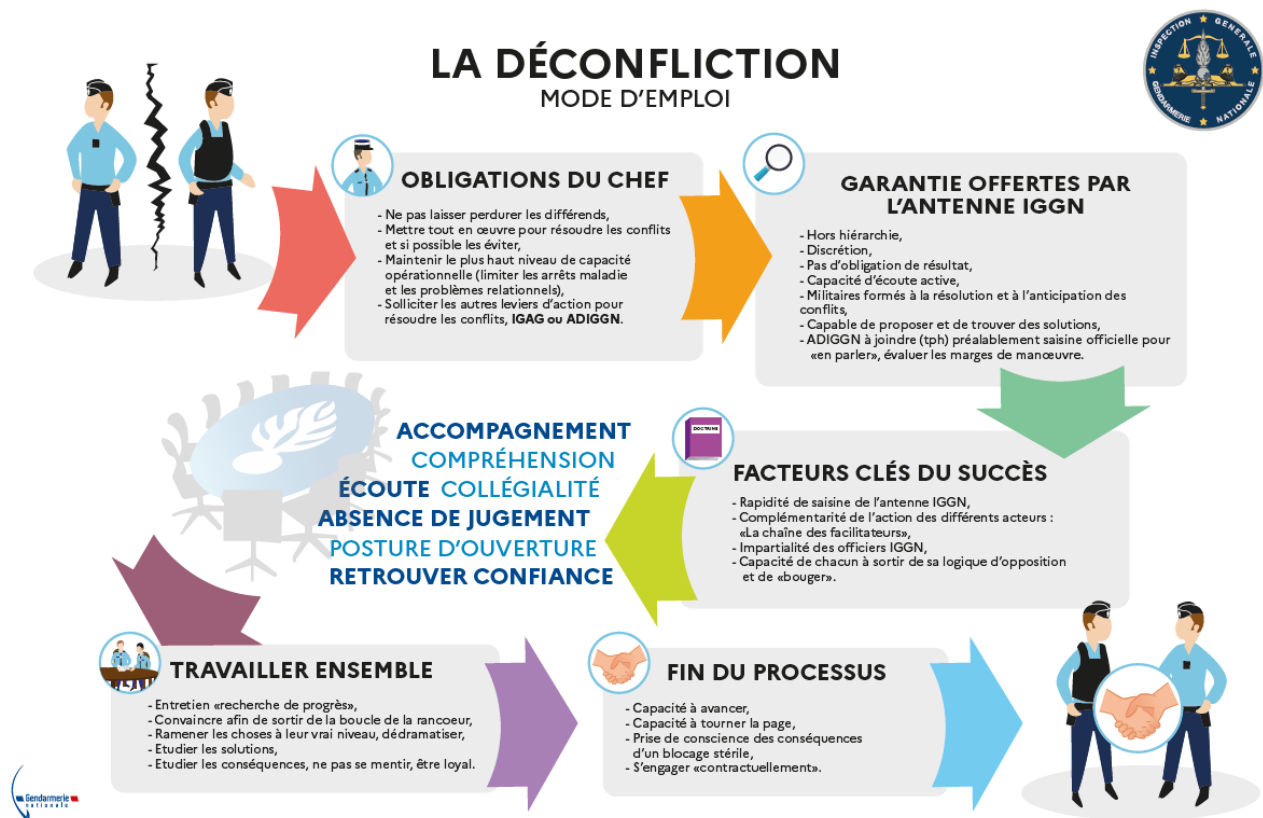 LA DÉCONFLICTION
MODE D'EMPLOI
INSPECTION GENERALE
GENDARMERIE NATIONALE
OBLIGATIONS DU CHEF
- Ne pas laisser perdurer les différends,
- Mettre tout en œuvre pour résoudre les conflits
et si possible les éviter,
- Maintenir le plus haut niveau de capacité
opérationnelle (limiter les arrêts maladie
et les problèmes relationnels),
- Solliciter les autres leviers d'action pour
résoudre les conflits, IGAG ou ADIGGN.
GARANTIE OFFERTES PAR
L'ANTENNE IGGN
- Hors hiérarchie,
- Discrétion,
- Pas d'obligation de résultat,
- Capacité d'écoute active,
- Militaires formés à la résolution et à l'anticipation des
conflits,
- Capable de proposer et de trouver des solutions,
- ADIGGN à joindre (tph) préalablement saisine officielle pour
«en parler», évaluer les marges de manœuvre.
DOCTRINE
FACTEURS CLÉS DU SUCCÈS
- Rapidité de saisine de l'antenne IGGN,
- Complémentarité de l'action des différents acteurs :
«La chaîne des facilitateurs»,
- Impartialité des officiers IGGN,
- Capacité de chacun à sortir de sa logique d'opposition
et de «bouger».
ACCOMPAGNEMENT
COMPRÉHENSION
ÉCOUTE COLLÉGIALITÉ
ABSENCE DE JUGEMENT
POSTURE D'OUVERTURE
RETROUVER CONFIANCE
TRAVAILLER ENSEMBLE
- Entretien «recherche de progrès»,
- Convaincre afin de sortir de la boucle de la rancoeur,
- Ramener les choses à leur vrai niveau, dédramatiser,
- Etudier les solutions,
- Etudier les conséquences, ne pas se mentir, être loyal.
FIN DU PROCESSUS
- Capacité à avancer,
- Capacité à tourner la page,
- Prise de conscience des conséquences
d'un blocage stérile,
- S'engager «contractuellement».
Gendarmerie
nationale